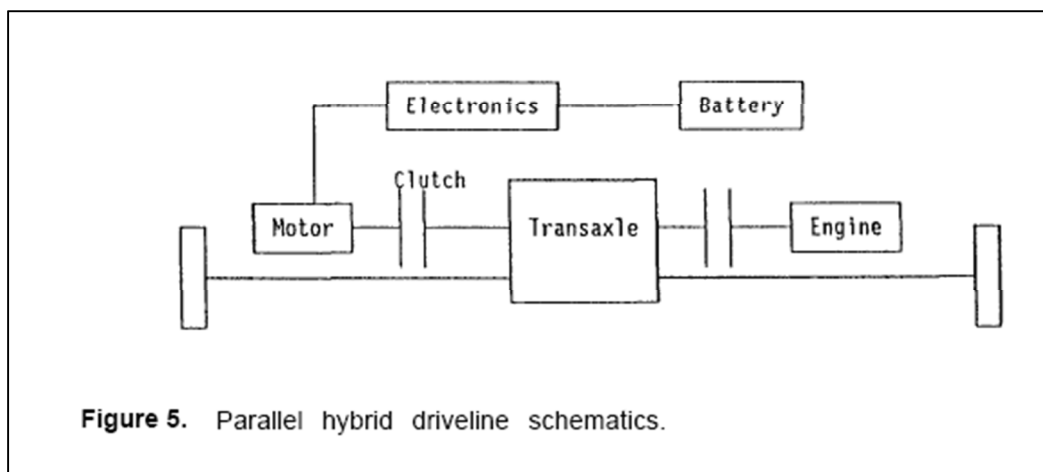 Electronics
Battery
Clutch
Motor
Transaxle
Engine
Figure 5. Parallel hybrid driveline schematics.